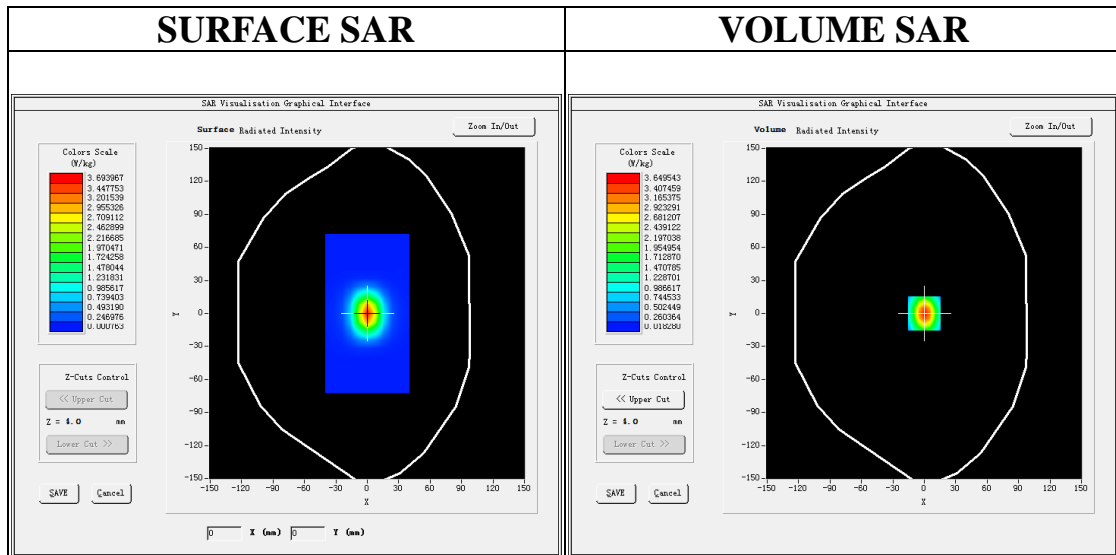 SURFACE SAR
SAR Visualisation Graphical Interface
Surface Radiated Intensity
Zoom In/Out
Colors Scale
(W/kg)
3.693967
3.447753
3.201539
2.955326
2.709112
2.462899
2.216685
1.970471
1.724258
1.478044
1.231831
0.985617
0.739403
0.493190
0.246976
0.000763
Z-Cuts Control
<< Upper Cut
Z = 4.0 mm
Lower Cut >>
SAVE Cancel
150
90
60
30
0
-30
-60
-90
-120
-150
Y
-150 -120 -90 -60 -30 0 30 60 90 120 150
X
0 X (mm) 0 Y (mm)
VOLUME SAR
SAR Visualisation Graphical Interface
Volume Radiated Intensity
Zoom In/Out
Colors Scale
(W/kg)
3.649543
3.407459
3.165375
2.923291
2.681207
2.439122
2.197038
1.954954
1.712870
1.470785
1.228701
0.986617
0.744533
0.502449
0.260364
0.018280
Z-Cuts Control
<< Upper Cut
Z = 4.0 mm
Lower Cut >>
SAVE Cancel
150
120
90
60
30
0
-30
-60
-90
-120
-150
Y
-150 -120 -90 -60 -30 0 30 60 90 120 150
X